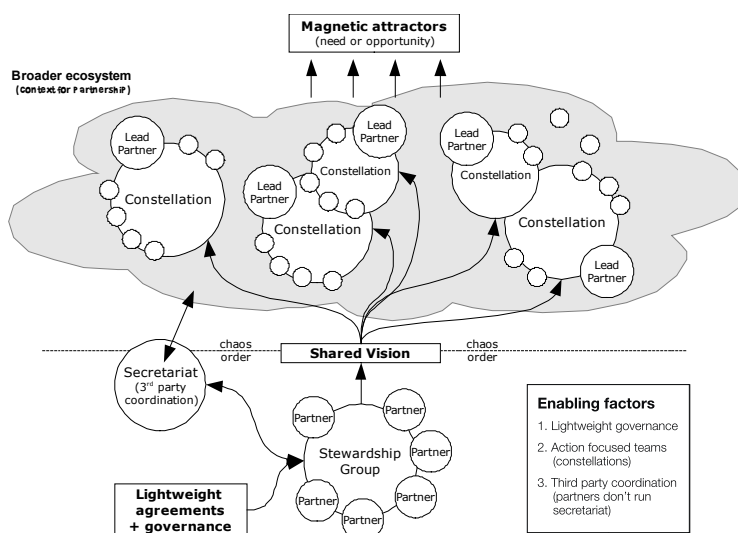 Magnetic attractors
(need or opportunity)
Broader ecosystem
(Context for Partnership)
Lead
Partner
Constellation
Lead
Partner
Constellation
Lead
Partner
Constellation
Lead
Partner
Constellation
Constellation
Lead
Partner
chaos
order
Shared Vision
chaos
order
Secretariat
(3rd party
coordination)
Partner
Partner
Partner
Partner
Partner
Partner
Partner
Stewardship
Group
Lightweight
agreements
+ governance
Enabling factors
1. Lightweight governance
2. Action focused teams
(constellations)
3. Third party coordination
(partners don't run
secretariat)